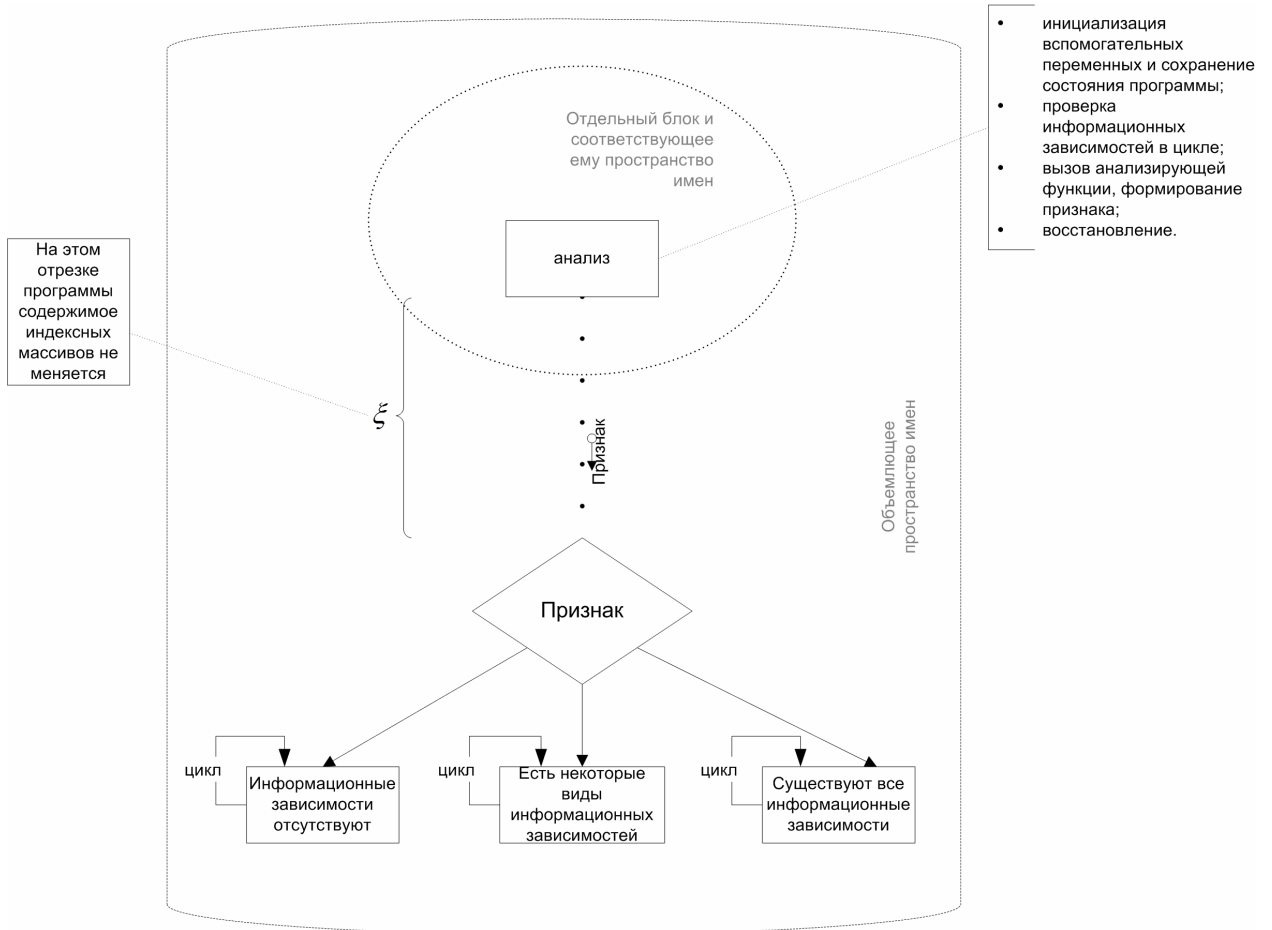 инициализация
вспомогательных
переменных и сохранение
состояния программы;
проверка
информационных
зависимостей в цикле;
вызов анализирующей
функции, формирование
признака;
восстановление.
Отдельный блок и
соответствующее
ему пространство
имен
анализ
На этом
отрезке
программы
содержимое
индексных
массивов не
меняется
ξ
Признак
Объемлющее
пространство имен
Признак
цикл
Информационные
зависимости
отсутствуют
цикл
Есть некоторые
виды
информационных
зависимостей
цикл
Существуют все
информационные
зависимости